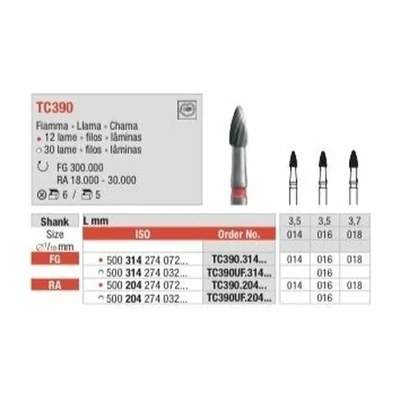 TC390
Fiamma • Llama • Chama
12 lame • filos • lâminas
30 lame • filos • lâminas
FG 300.000
RA 18.000 - 30.000
6 / 5
Shank L mm 3,5 3,5 3,7
Size ISO Order No. 014 016 018
Ø 1/10 mm
FG • 500 314 274 072... TC390.314... 014 016 018
500 314 274 032... TC390UF.314... 016
RA • 500 204 274 072... TC390.204... 014 016 018
500 204 274 032... TC390UF.204... 016